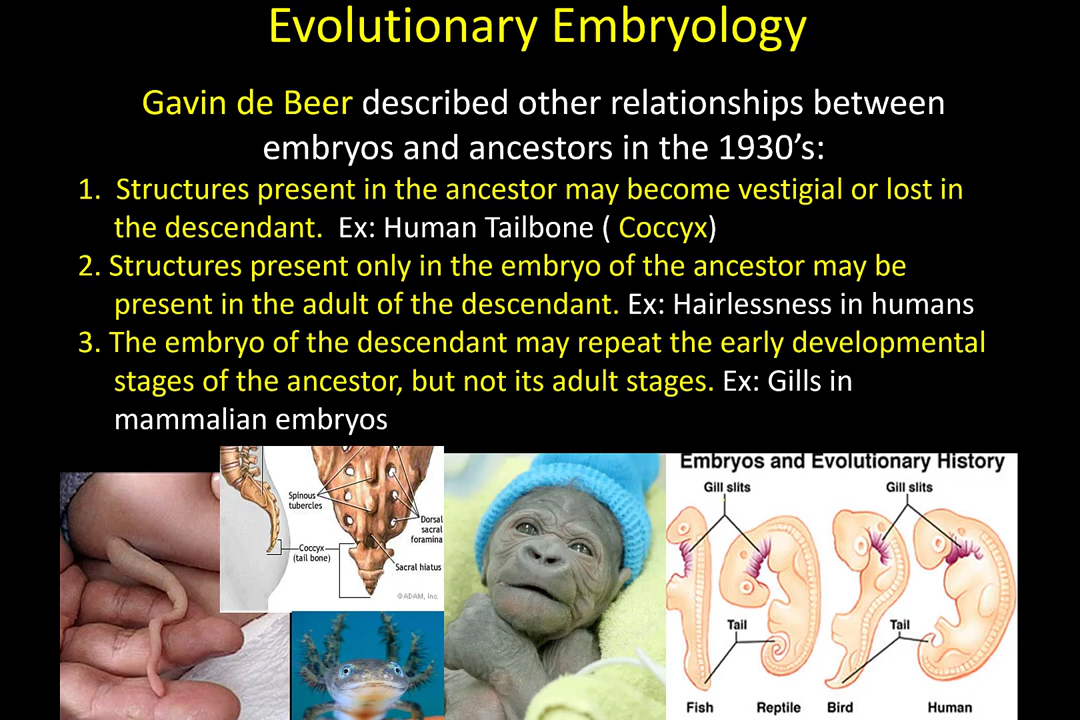 Evolutionary Embryology
Gavin de Beer described other relationships between
embryos and ancestors in the 1930’s:
1. Structures present in the ancestor may become vestigial or lost in
the descendant. Ex: Human Tailbone ( Coccyx)
2. Structures present only in the embryo of the ancestor may be
present in the adult of the descendant. Ex: Hairlessness in humans
3. The embryo of the descendant may repeat the early developmental
stages of the ancestor, but not its adult stages. Ex: Gills in
mammalian embryos
Spinous
tubercles
Dorsal
sacral
foramina
Coccyx
(tail bone)
Sacral hiatus
©ADAM, Inc.
Embryos and Evolutionary History
Gill slits
Gill slits
Tail
Tail
Fish
Reptile
Bird
Human